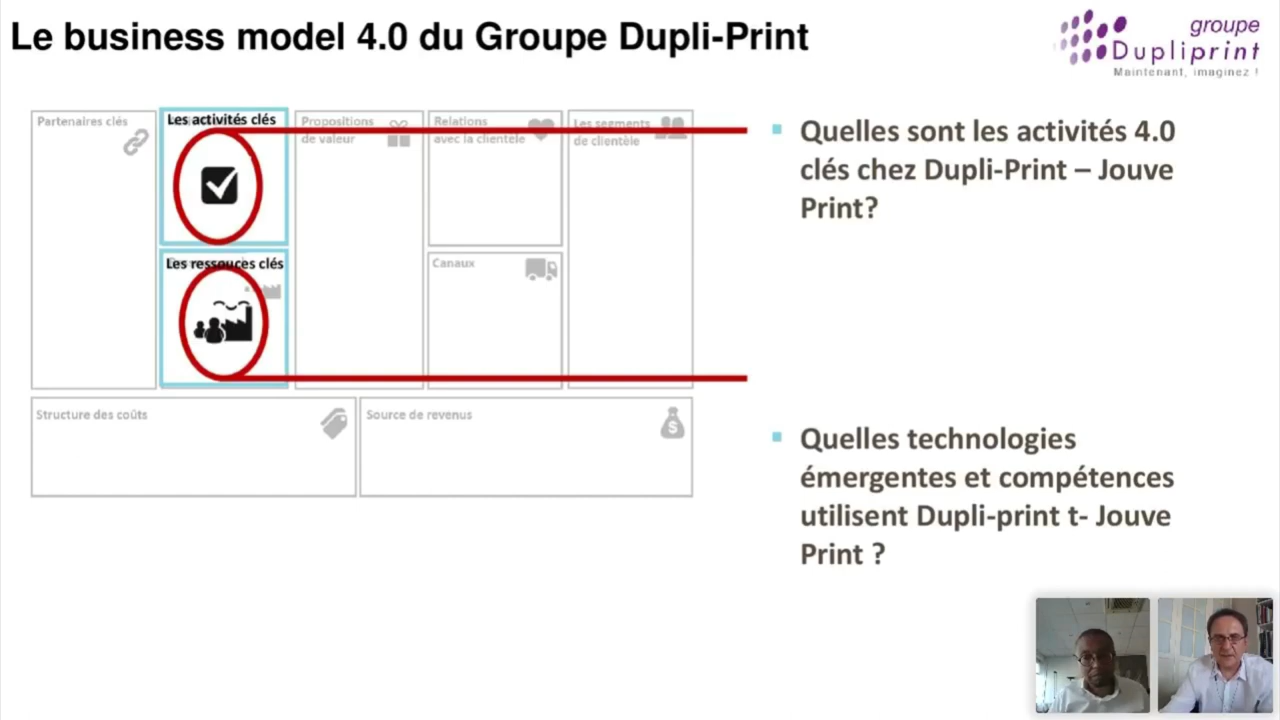 Le business model 4.0 du Groupe Dupli-Print
groupe
Dupliprint
Maintenant, imaginez !
Partenaires clés
Les activités clés
Propositions
de valeur
Relations
avec la clientèle
Les segments
de clientèle
Les ressouces clés
Canaux
Structure des coûts
Source de revenus
$
Quelles sont les activités 4.0
clés chez Dupli-Print – Jouve
Print?
Quelles technologies
émergentes et compétences
utilisent Dupli-print t- Jouve
Print ?